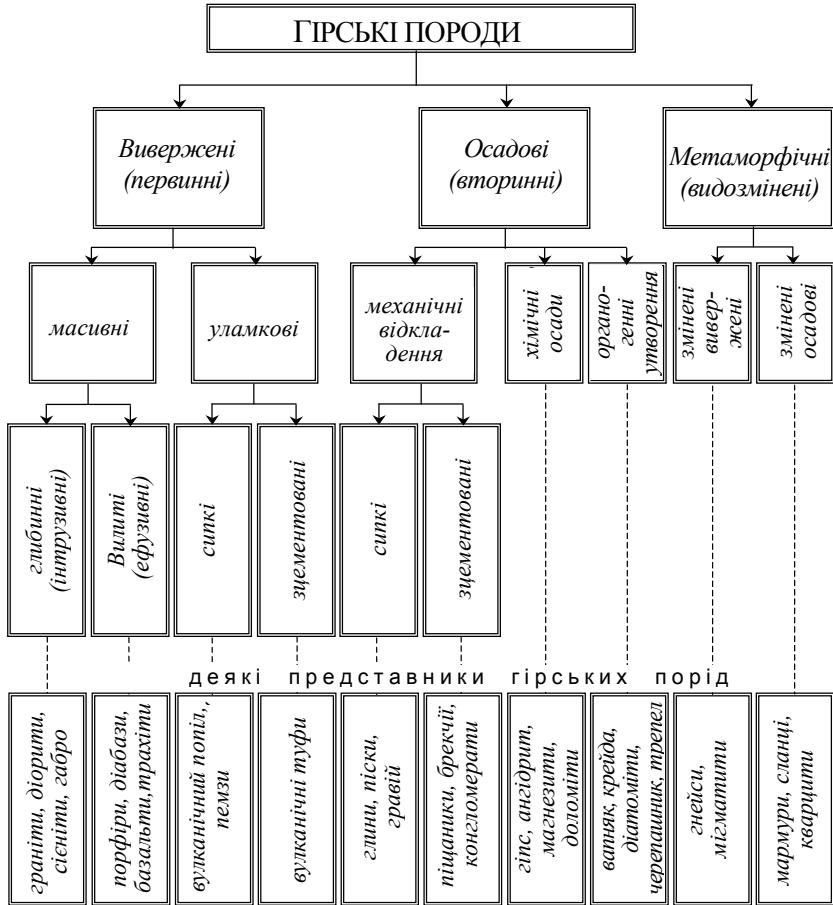 ГІРСЬКІ ПОРОДИ
Вивержені
(первинні)
Осадові
(вторинні)
Метаморфічні
(видозмінені)
масивні
уламкові
механічні
відкла-
дення
хімічні
осади
органо-
генні
утворення
змінені
вивер-
жені
змінені
осадові
глибинні
(інтрузивні)
Вилиті
(ефузивні)
сипкі
зцементовані
сипкі
зцементовані
деякі представники гірських порід
граніти, діорити,
сієніти, габро
порфіри, діабази,
базальти,трахіти
вулканічний попіл,,
пемзи
вулканічні туфи
глини, піски,
гравій
піщаники, брекчії,
конгломерати
гіпс, ангідрит,
магнезити,
доломіти
вапняк, крейда,
діатоміти,
черепашник, трепел
гнейси,
мігматити
мармури, сланці,
кварцити